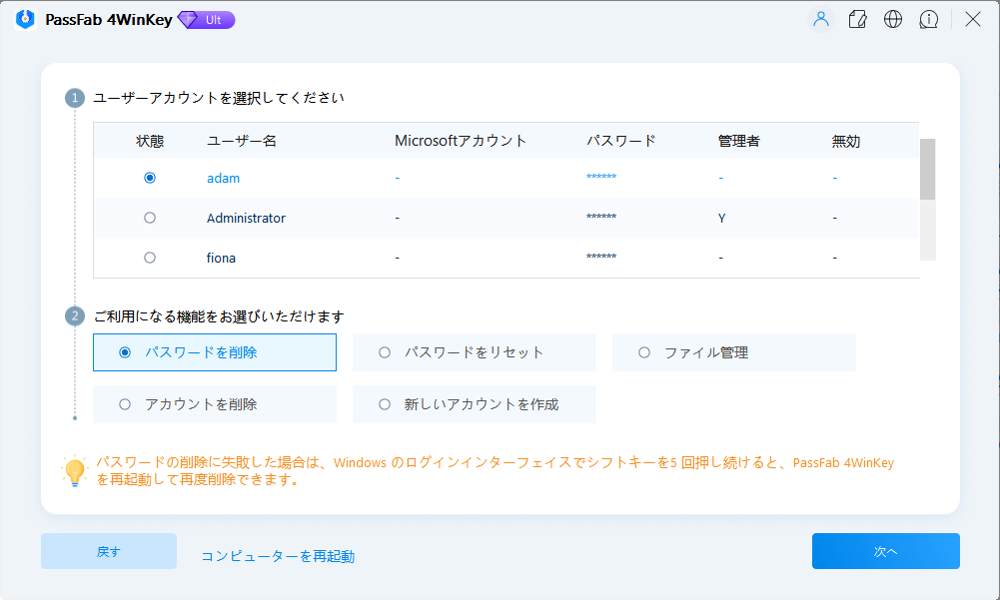 PassFab 4WinKey Ult
1 ユーザーアカウントを選択してください
状態 ユーザー名 Microsoftアカウント パスワード 管理者 無効
adam - ****** - -
Administrator - ****** Y -
fiona - ****** - -
2 ご利用になる機能をお選びいただけます
パスワードを削除 パスワードをリセット ファイル管理
アカウントを削除 新しいアカウントを作成
パスワードの削除に失敗した場合は、Windows のログインインターフェイスでシフトキーを5 回押し続けると、PassFab 4WinKey
を再起動して再度削除できます。
戻す コンピューターを再起動 次へ